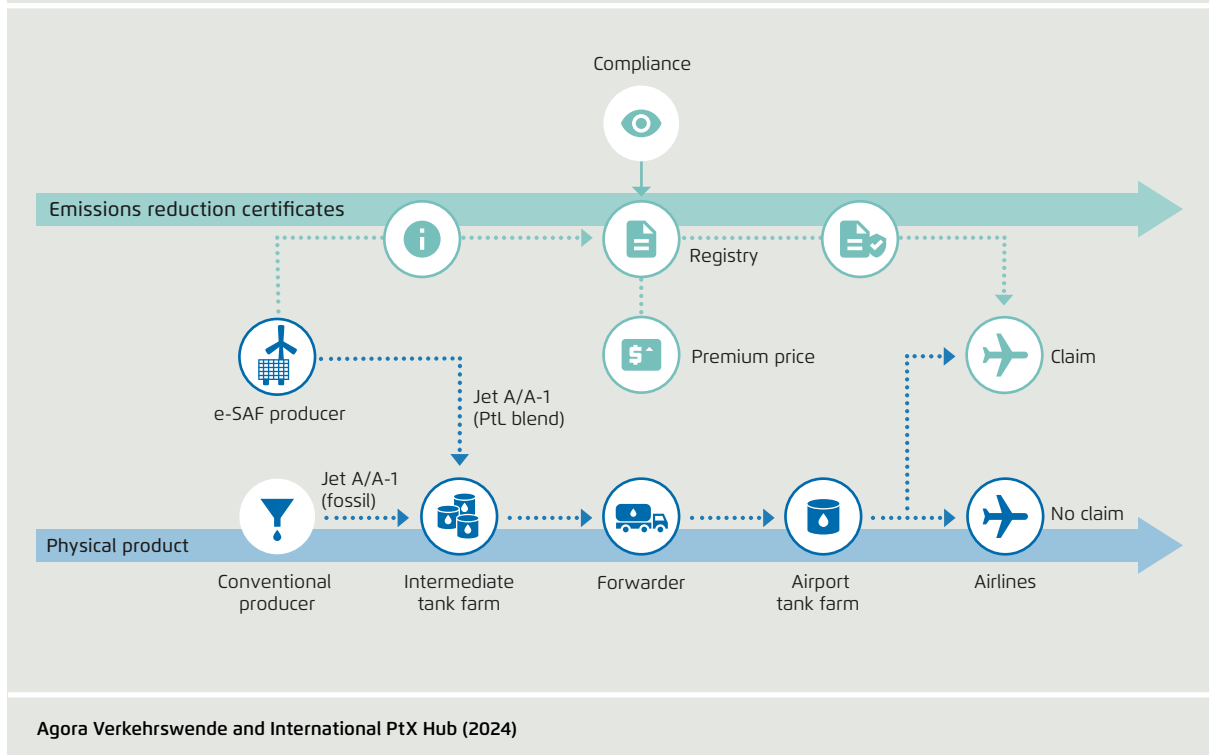 Compliance
Emissions reduction certificates
i
Registry
$
Premium price
Claim
e-SAF producer
Jet A/A-1
(PtL blend)
Jet A/A-1
(fossil)
No claim
Physical product
Conventional
producer
Intermediate
tank farm
Forwarder
Airport
tank farm
Airlines
Agora Verkehrswende and International PtX Hub (2024)